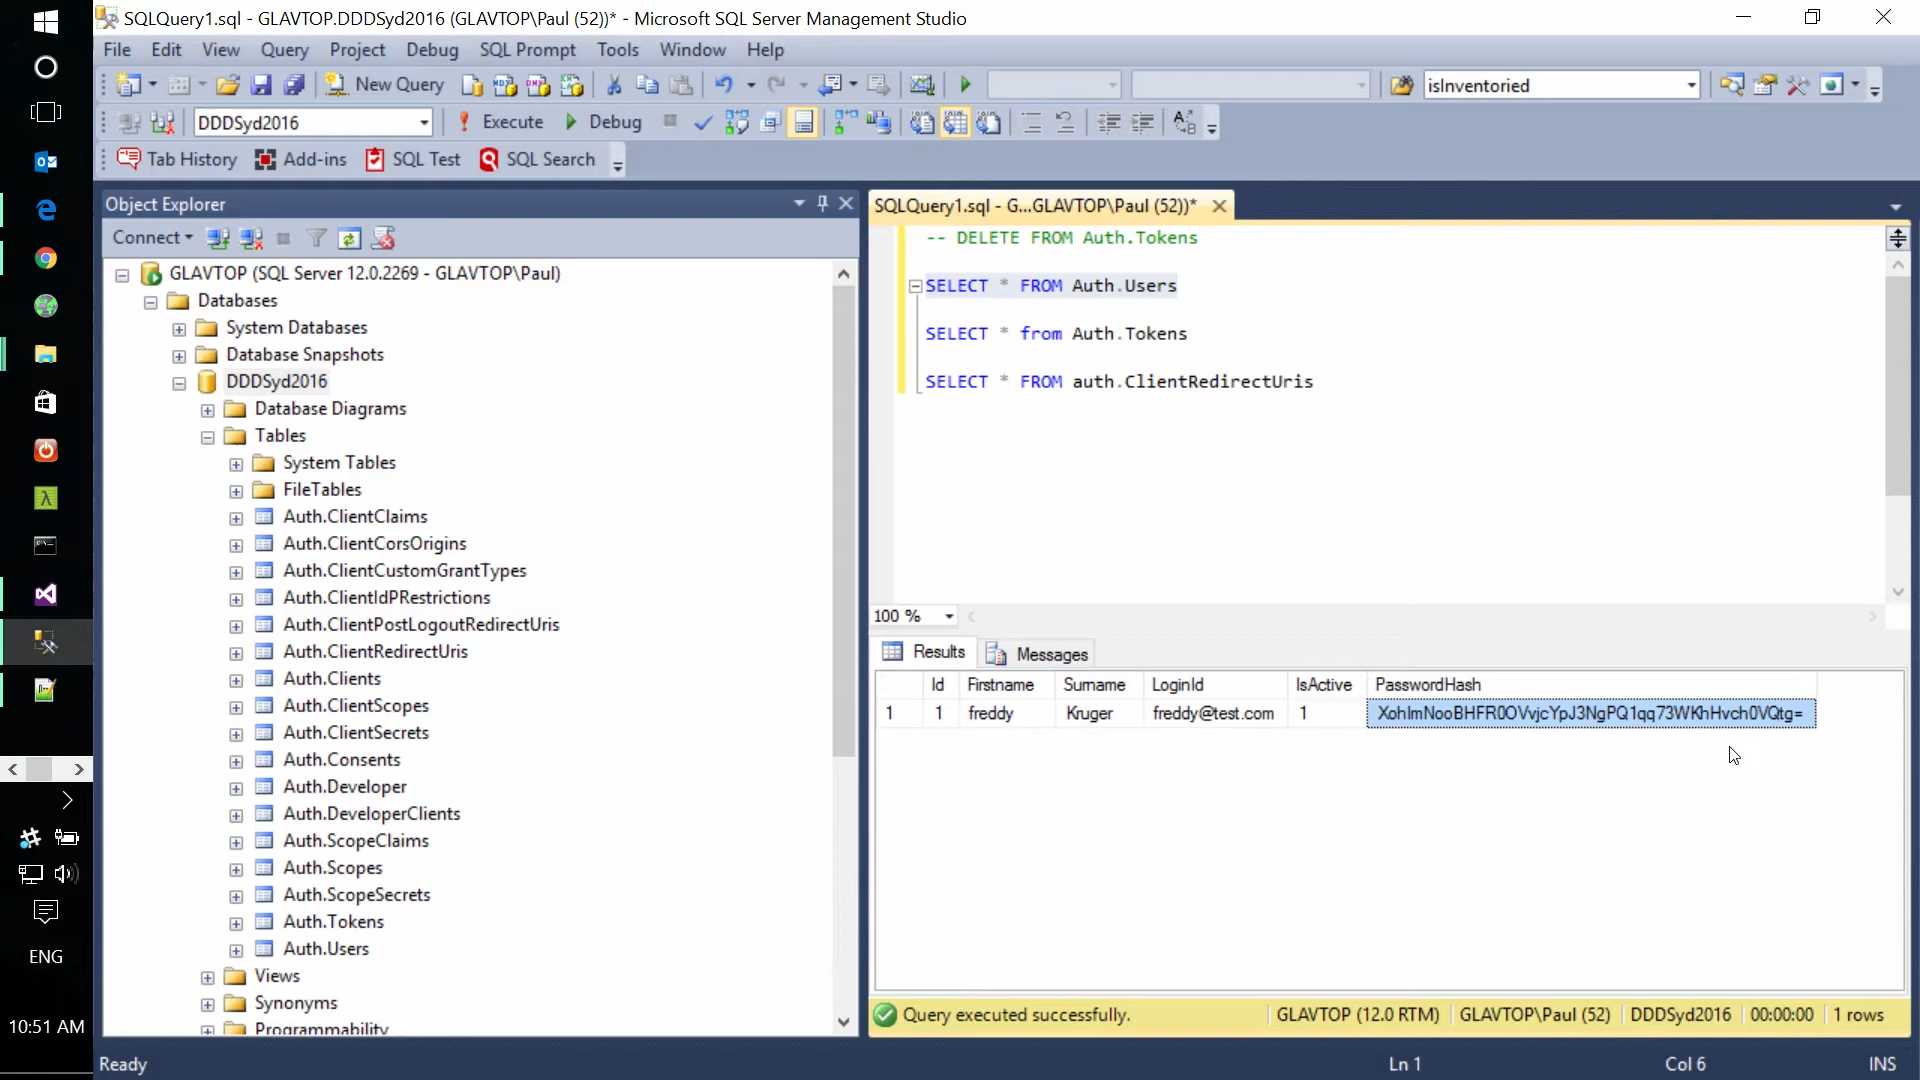 SQLQuery1.sql - GLAVTOP.DDDSyd2016 (GLAVTOP\Paul (52))* - Microsoft SQL Server Management Studio
File Edit View Query Project Debug SQL Prompt Tools Window Help
New Query isInventoried
DDDSyd2016 Execute Debug
Tab History Add-ins SQL Test SQL Search
Object Explorer
Connect
GLAVTOP (SQL Server 12.0.2269 - GLAVTOP\Paul)
Databases
System Databases
Database Snapshots
DDDSyd2016
Database Diagrams
Tables
System Tables
FileTables
Auth.ClientClaims
Auth.ClientCorsOrigins
Auth.ClientCustomGrantTypes
Auth.ClientIdPRestrictions
Auth.ClientPostLogoutRedirectUris
Auth.ClientRedirectUris
Auth.Clients
Auth.ClientScopes
Auth.ClientSecrets
Auth.Consents
Auth.Developer
Auth.DeveloperClients
Auth.ScopeClaims
Auth.Scopes
Auth.ScopeSecrets
Auth.Tokens
Auth.Users
Views
Synonyms
Programmability
SQLQuery1.sql - G...GLAVTOP\Paul (52))*
-- DELETE FROM Auth.Tokens
SELECT * FROM Auth.Users
SELECT * from Auth.Tokens
SELECT * FROM auth.ClientRedirectUris
100 %
Results Messages
Id Firstname Surname LoginId IsActive PasswordHash
1 1 freddy Kruger freddy@test.com 1 XohImNooBHFR0OVvjcYpJ3NgPQ1qq73WKhHvch0VQtg=
Query executed successfully. GLAVTOP (12.0 RTM) GLAVTOP\Paul (52) DDDSyd2016 00:00:00 1 rows
Ready Ln 1 Col 6 INS
ENG
10:51 AM